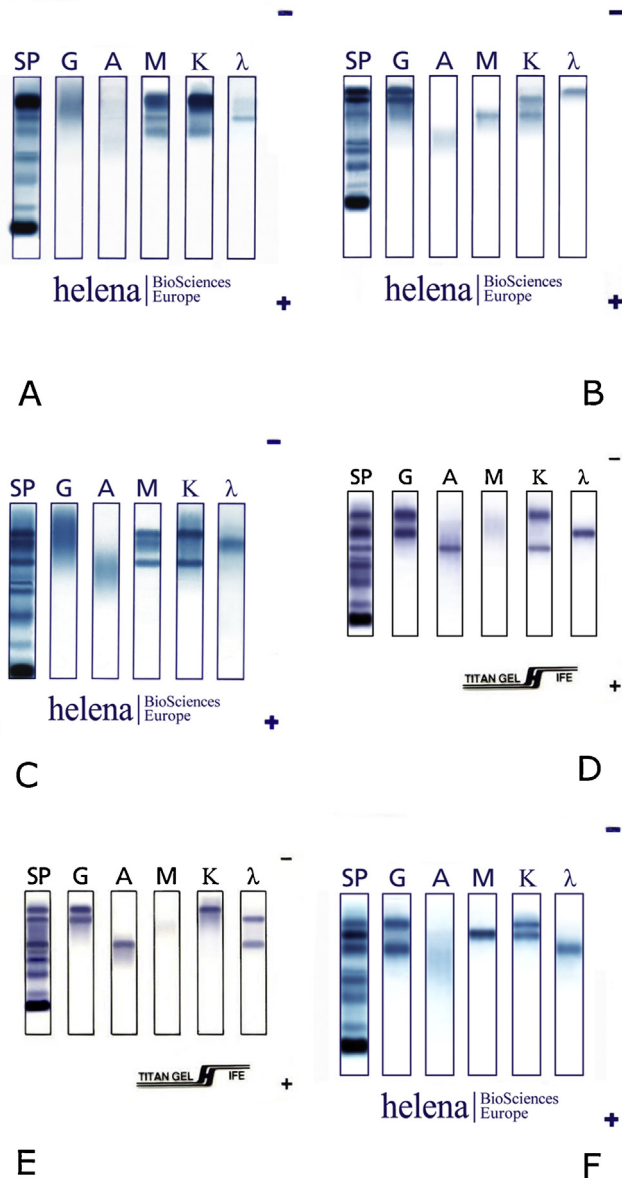 −
SP G A M K λ
helena BioSciences
Europe
+
A
−
SP G A M K λ
helena BioSciences
Europe
+
B
−
SP G A M K λ
helena BioSciences
Europe
+
C
−
SP G A M K λ
TITAN GEL H IFE
+
D
−
SP G A M K λ
TITAN GEL H IFE
+
E
−
SP G A M K λ
helena BioSciences
Europe
+
F